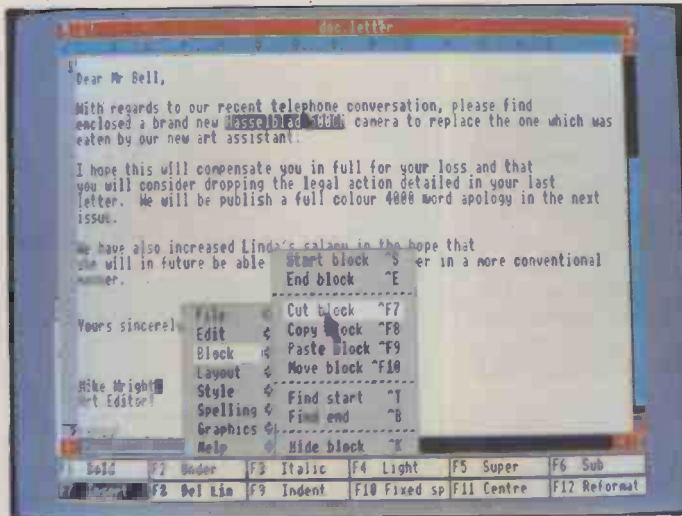 doc.letter
Dear Mr Bell,
With regards to our recent telephone conversation, please find
enclosed a brand new Hasselblad 500CM camera to replace the one which was
eaten by our new art assistant.
I hope this will compensate you in full for your loss and that
you will consider dropping the legal action detailed in your last
letter. We will be publish a full colour 4000 word apology in the next
issue.
We have also increased Linda's salary in the hope that
she will in future be able er in a more conventional
manner.
Yours sincerel
Mike Wright
Art Editor
File
Edit
Block
Layout
Style
Spelling
Graphics
Help
Start block ^S
End block ^E
Cut block ^F7
Copy block ^F8
Paste block ^F9
Move block ^F10
Find start ^T
Find end ^B
Hide block ^K
F1 Bold F2 Under F3 Italic F4 Light F5 Super F6 Sub
F7 Insert F8 Del Lin F9 Indent F10 Fixed sp F11 Centre F12 Reformat